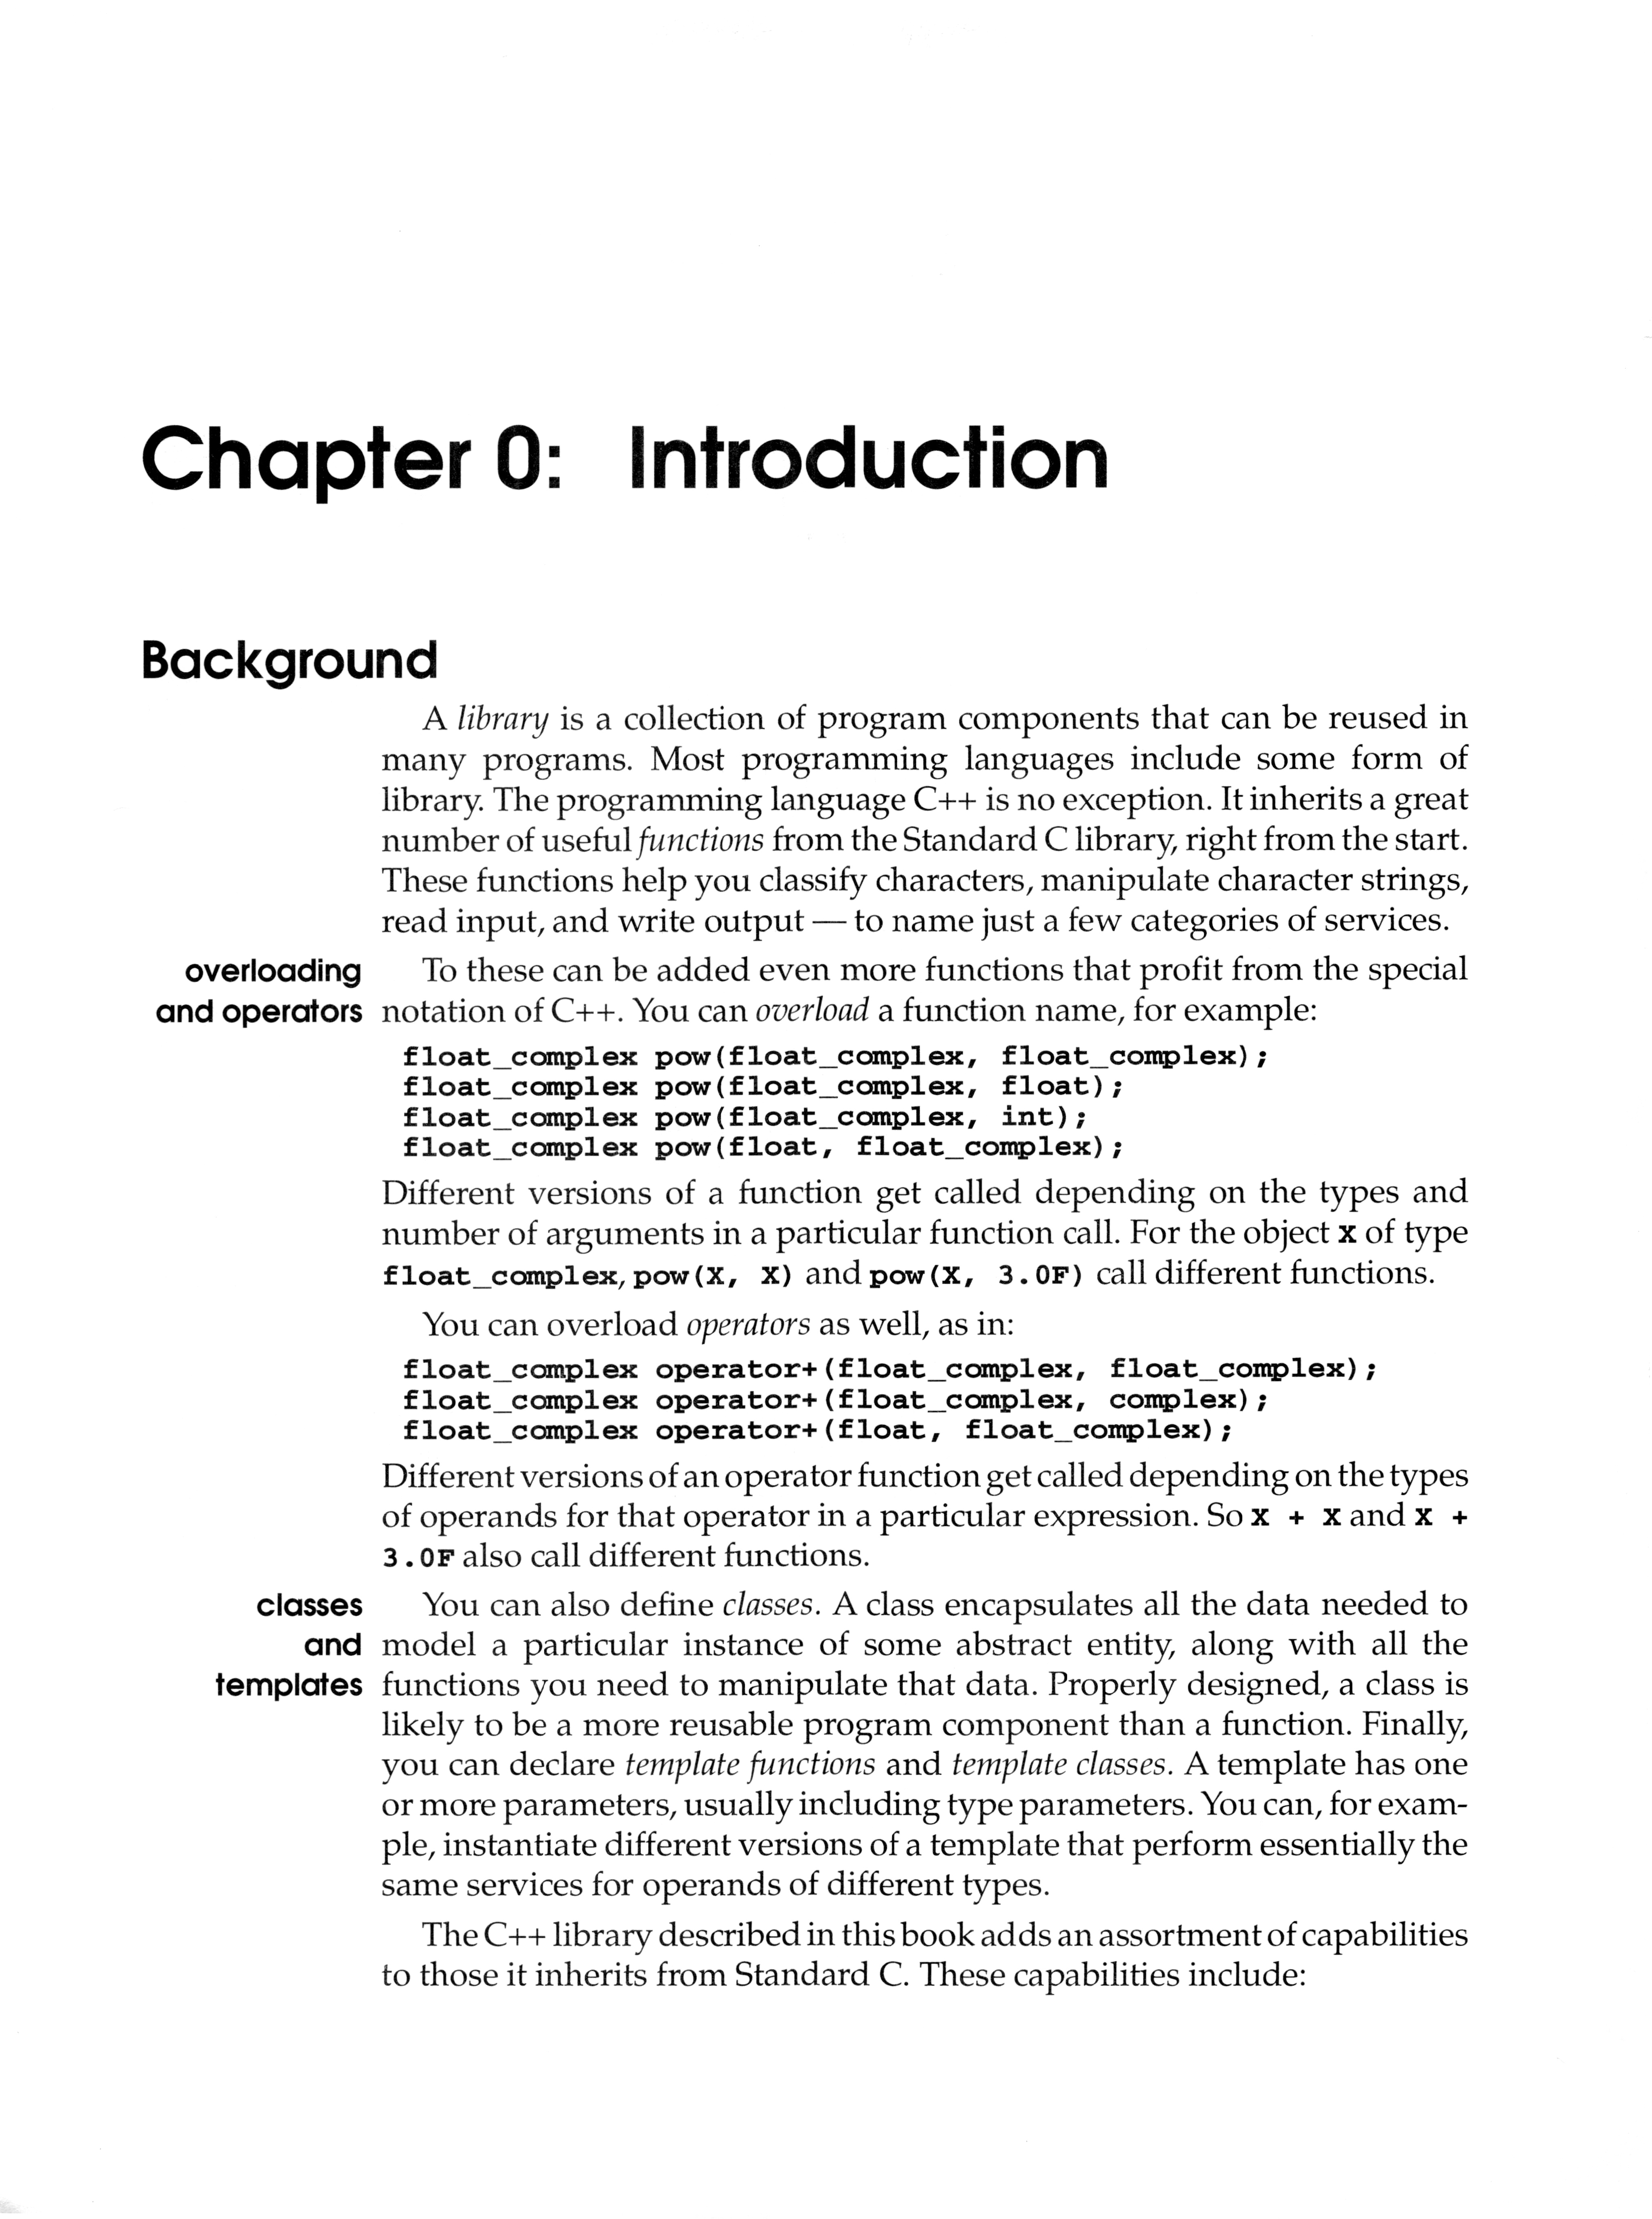 Chapter 0: Introduction
Background
A library is a collection of program components that can be reused in
many programs. Most programming languages include some form of
library. The programming language C++ is no exception. It inherits a great
number of useful functions from the Standard C library, right from the start.
These functions help you classify characters, manipulate character strings,
read input, and write output — to name just a few categories of services.
overloading
and operators
To these can be added even more functions that profit from the special
notation of C++. You can overload a function name, for example:
float_complex pow(float_complex, float_complex);
float_complex pow(float_complex, float);
float_complex pow(float_complex, int);
float_complex pow(float, float_complex);
Different versions of a function get called depending on the types and
number of arguments in a particular function call. For the object X of type
float_complex, pow(X, X) and pow(X, 3.0F) call different functions.
You can overload operators as well, as in:
float_complex operator+(float_complex, float_complex);
float_complex operator+(float_complex, complex);
float_complex operator+(float, float_complex);
Different versions of an operator function get called depending on the types
of operands for that operator in a particular expression. So X + X and X +
3.0F also call different functions.
classes
and
templates
You can also define classes. A class encapsulates all the data needed to
model a particular instance of some abstract entity, along with all the
functions you need to manipulate that data. Properly designed, a class is
likely to be a more reusable program component than a function. Finally,
you can declare template functions and template classes. A template has one
or more parameters, usually including type parameters. You can, for exam-
ple, instantiate different versions of a template that perform essentially the
same services for operands of different types.
The C++ library described in this book adds an assortment of capabilities
to those it inherits from Standard C. These capabilities include: